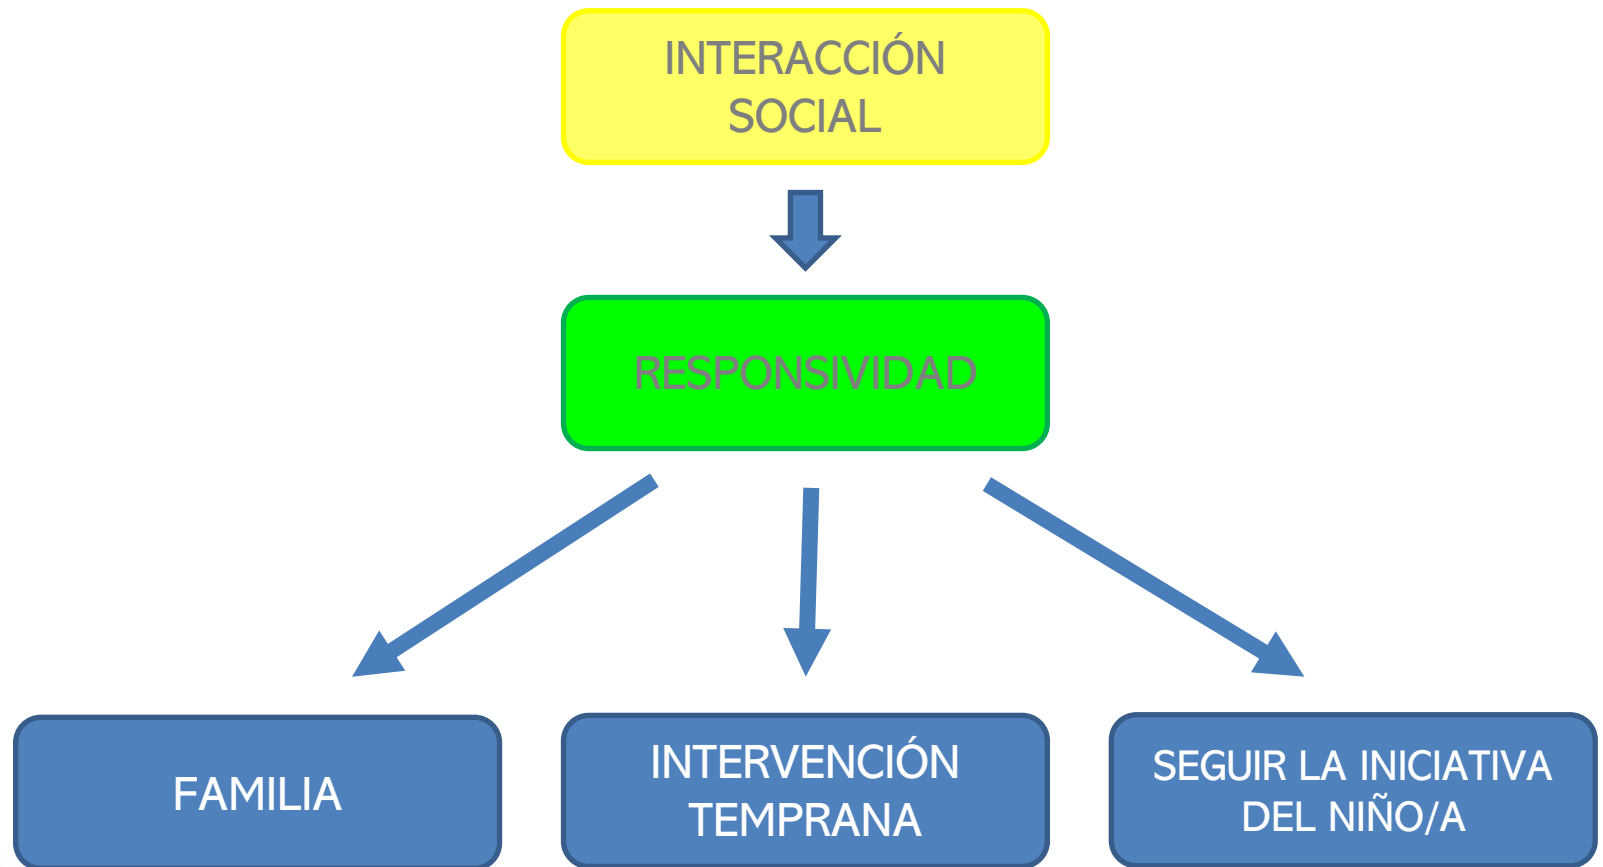 INTERACCIÓN
SOCIAL
RESPONSIVIDAD
FAMILIA
INTERVENCIÓN
TEMPRANA
SEGUIR LA INICIATIVA
DEL NIÑO/A